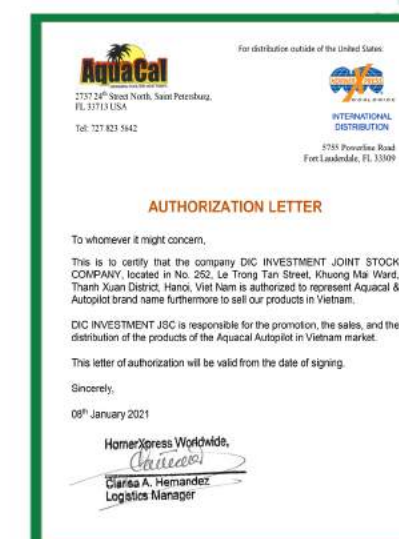 For distribution outside of the United States:
AquaCal
2737 24th Street North, Saint Petersburg,
FL 33713 USA
Tel: 727 823 5642
HORNER XPRESS
WORLDWIDE
INTERNATIONAL
DISTRIBUTION
5755 Powerline Road
Fort Lauderdale, FL 33309
AUTHORIZATION LETTER
To whomever it might concern,
This is to certify that the company DIC INVESTMENT JOINT STOCK
COMPANY, located in No. 252, Le Trong Tan Street, Khuong Mai Ward,
Thanh Xuan District, Hanoi, Viet Nam is authorized to represent Aquacal &
Autopilot brand name furthermore to sell our products in Vietnam.
DIC INVESTMENT JSC is responsible for the promotion, the sales, and the
distribution of the products of the Aquacal Autopilot in Vietnam market.
This letter of authorization will be valid from the date of signing.
Sincerely,
08th January 2021
HornerXpress Worldwide,
Clarisa A. Hernandez
Logistics Manager